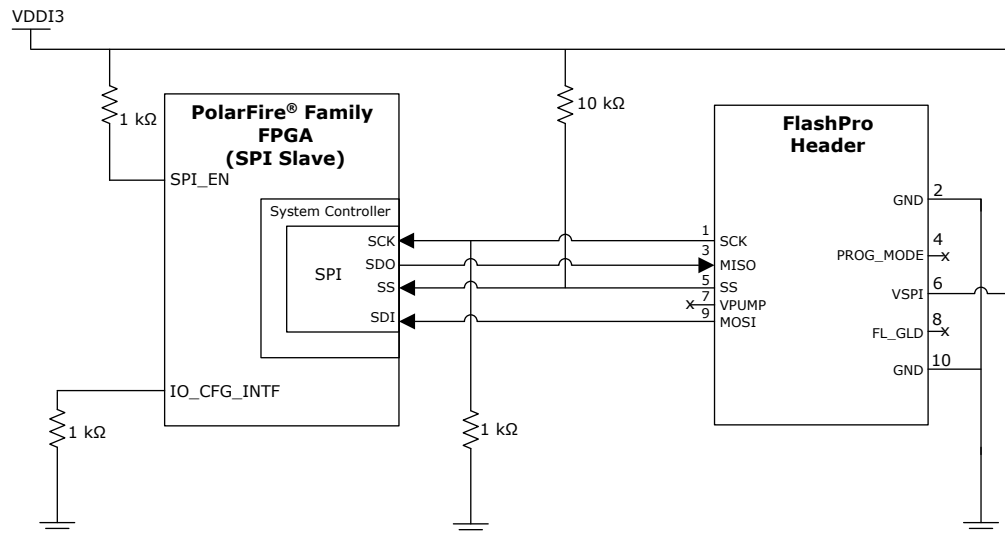 VDDI3
1 kΩ
10 kΩ
PolarFire® Family
FPGA
(SPI Slave)
SPI_EN
System Controller
SPI
SCK
SDO
SS
SDI
IO_CFG_INTF
1 kΩ
1 kΩ
FlashPro
Header
1
SCK
3
MISO
5
SS
7
VPUMP
9
MOSI
GND
2
PROG_MODE
4
VSPI
6
FL_GLD
8
GND
10